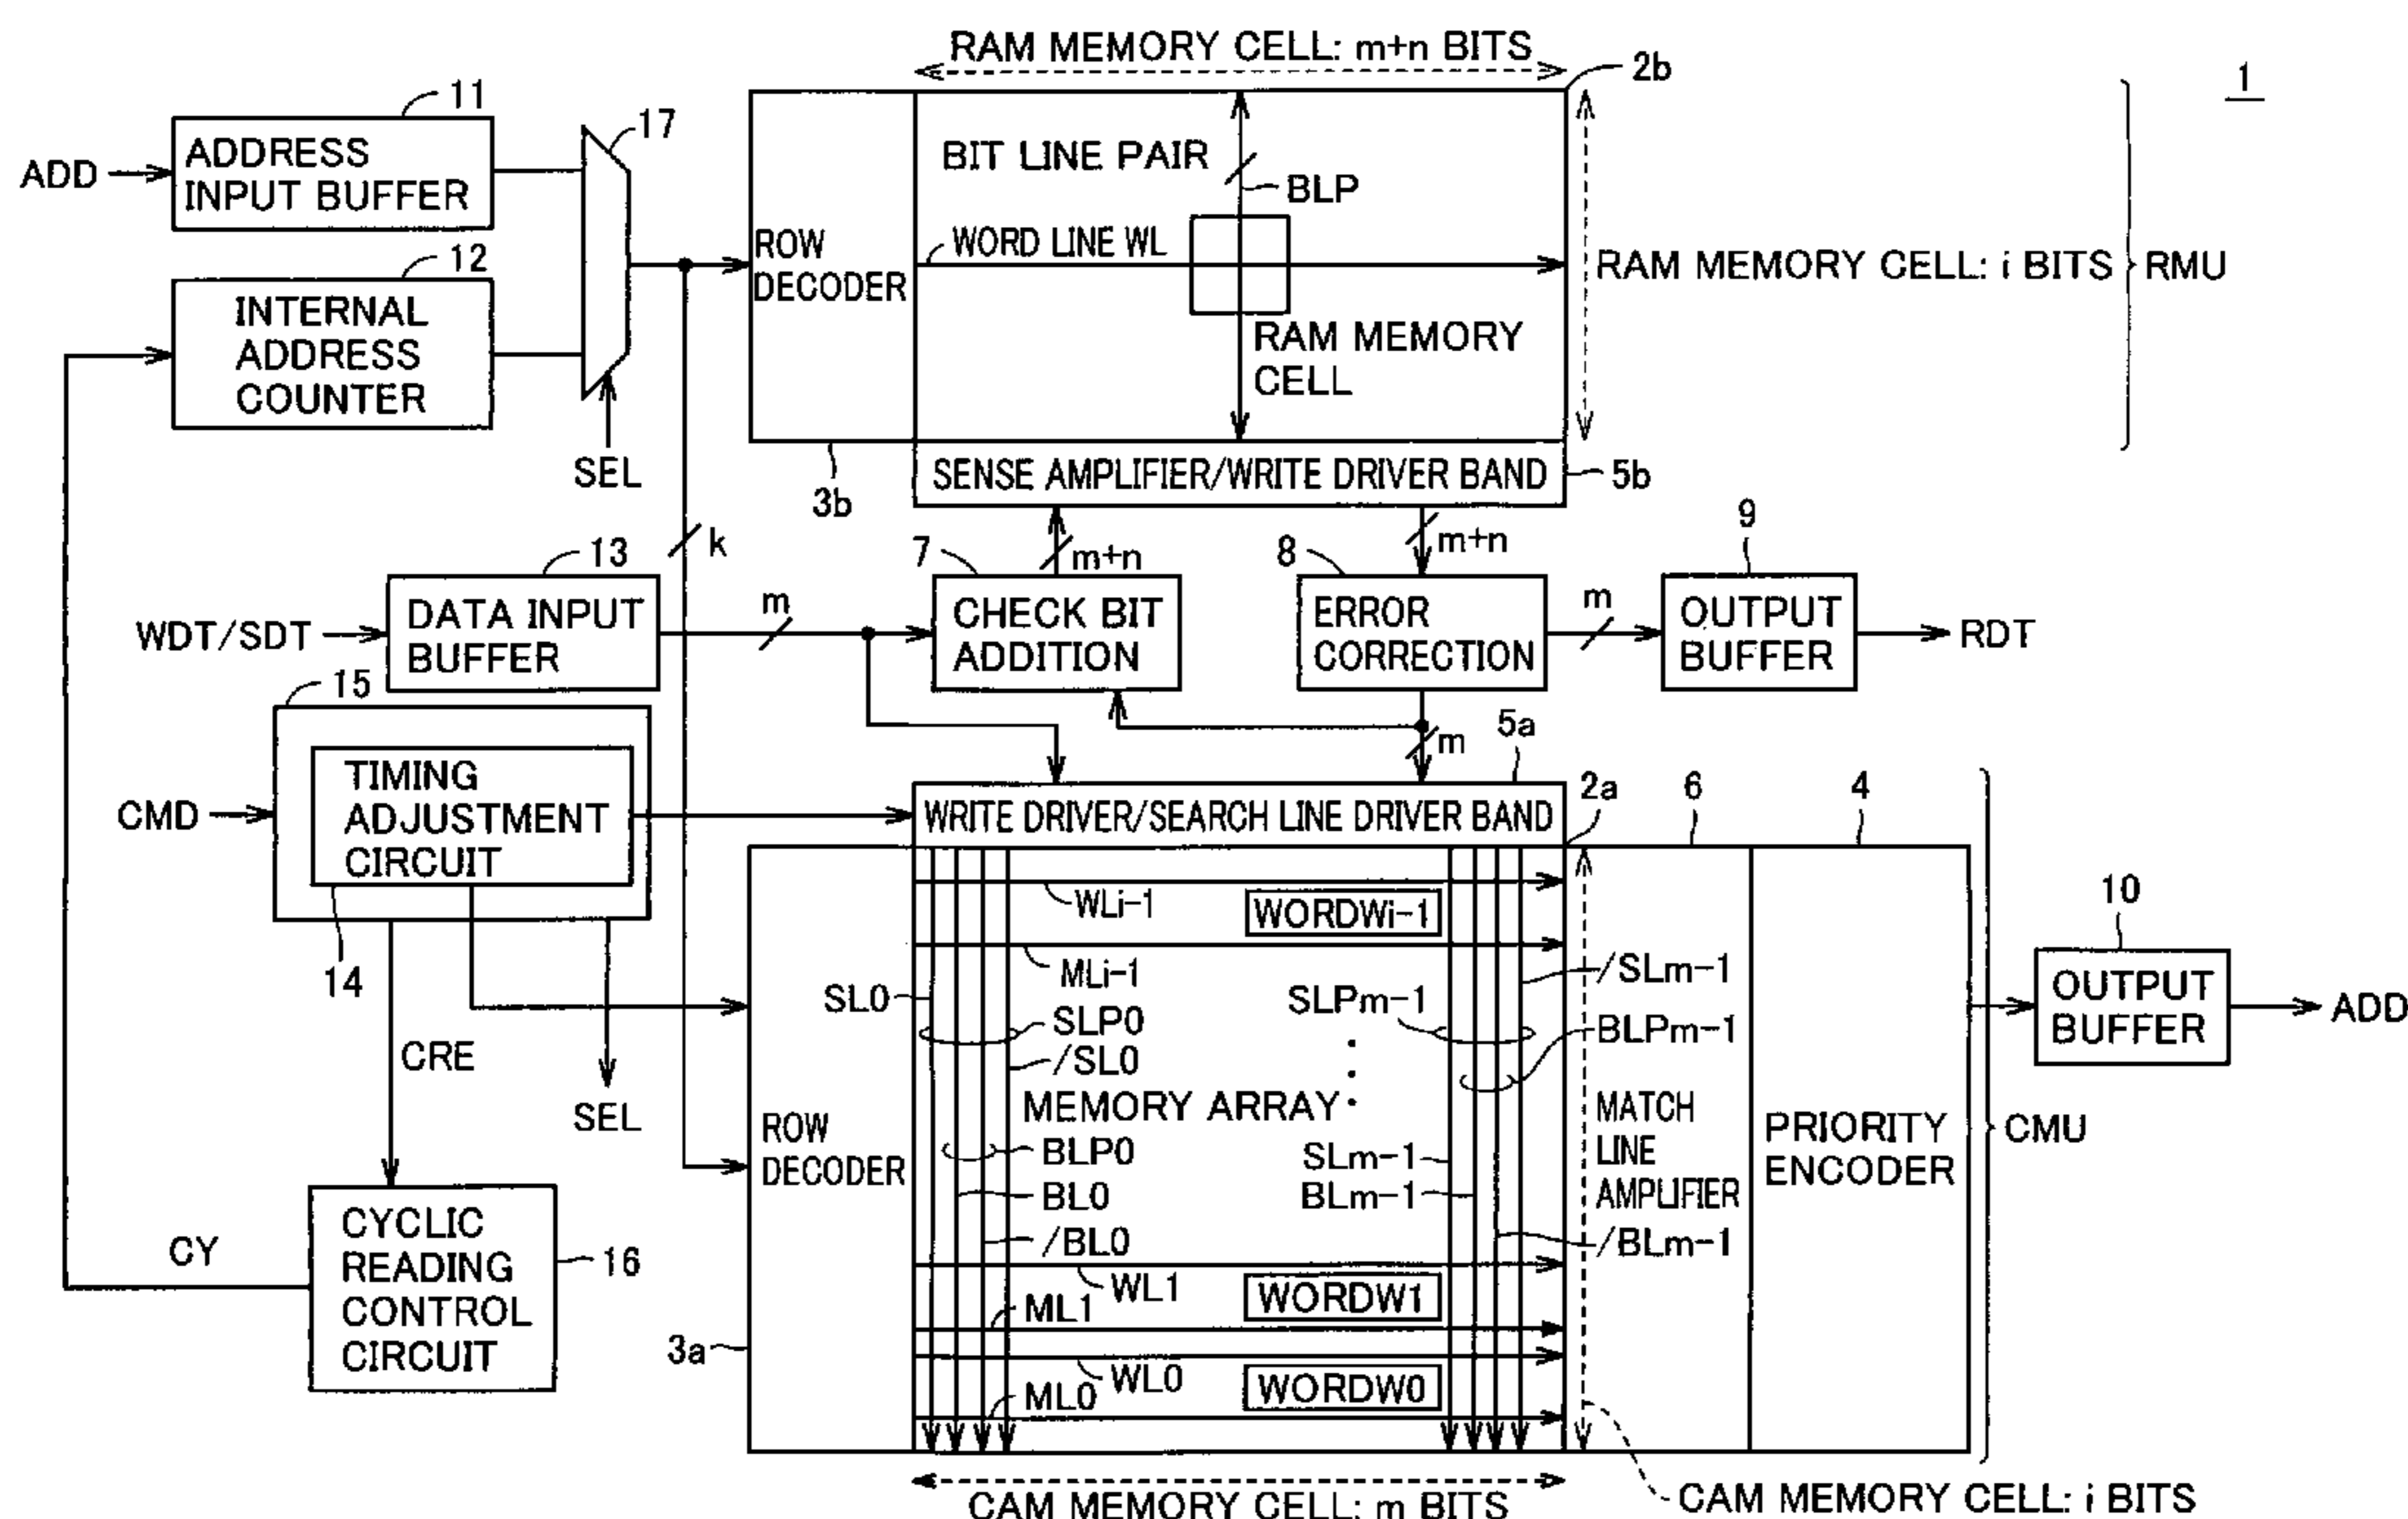 RAM MEMORY CELL: m+n BITS
2b
1
11
17
ADD
ADDRESS
INPUT BUFFER
BIT LINE PAIR
BLP
12
ROW
DECODER
WORD LINE WL
RAM MEMORY CELL: i BITS
RMU
INTERNAL
ADDRESS
COUNTER
RAM MEMORY
CELL
SEL
3b
SENSE AMPLIFIER/WRITE DRIVER BAND
5b
k
13
7
m+n
8
m+n
9
WDT/SDT
DATA INPUT
BUFFER
m
CHECK BIT
ADDITION
ERROR
CORRECTION
m
OUTPUT
BUFFER
RDT
15
m
5a
CMD
TIMING
ADJUSTMENT
CIRCUIT
WRITE DRIVER/SEARCH LINE DRIVER BAND
2a
6
4
14
WLi-1
WORDWi-1
MLi-1
10
SL0
SLP0
/SL0
SLPm-1
/SLm-1
BLPm-1
OUTPUT
BUFFER
ADD
CRE
SEL
MEMORY ARRAY
ROW
DECODER
BLP0
BL0
/BL0
SLm-1
BLm-1
/BLm-1
MATCH
LINE
AMPLIFIER
PRIORITY
ENCODER
CMU
CY
CYCLIC
READING
CONTROL
CIRCUIT
16
WL1
WORDW1
ML1
3a
WL0
WORDW0
ML0
CAM MEMORY CELL: m BITS
CAM MEMORY CELL: i BITS